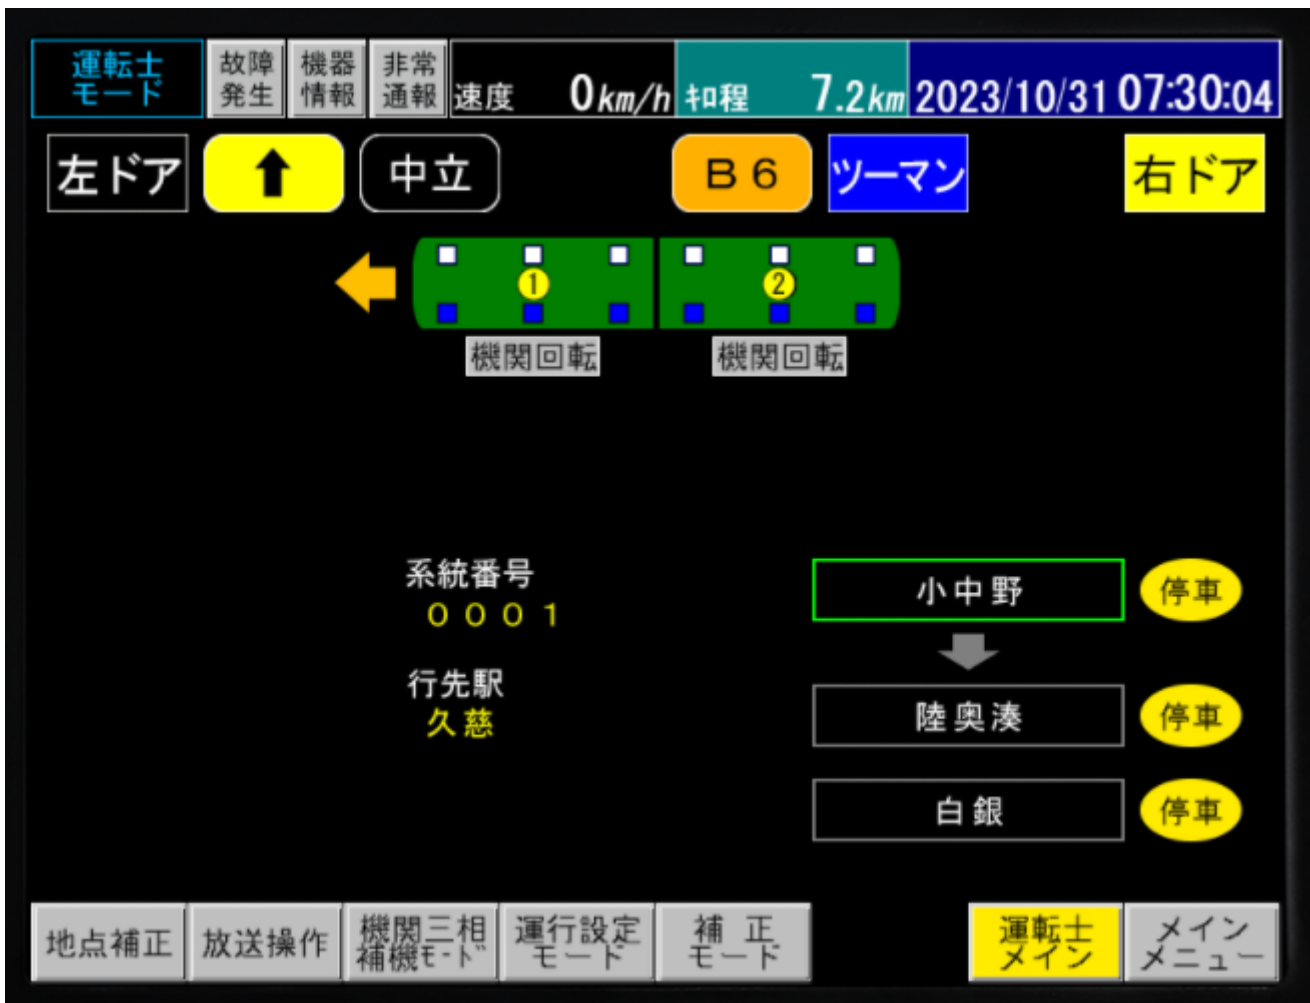 運転士
モード
故障
発生
機器
情報
非常
通報
速度 0km/h
キロ程 7.2km
2023/10/31 07:30:04
左ドア
中立
B6
ツーマン
右ドア
1
2
機関回転
機関回転
系統番号
0001
行先駅
久慈
小中野 停車
陸奥湊 停車
白銀 停車
地点補正
放送操作
機関三相
補機モード
運行設定
モード
補正
モード
運転士
メイン
メイン
メニュー